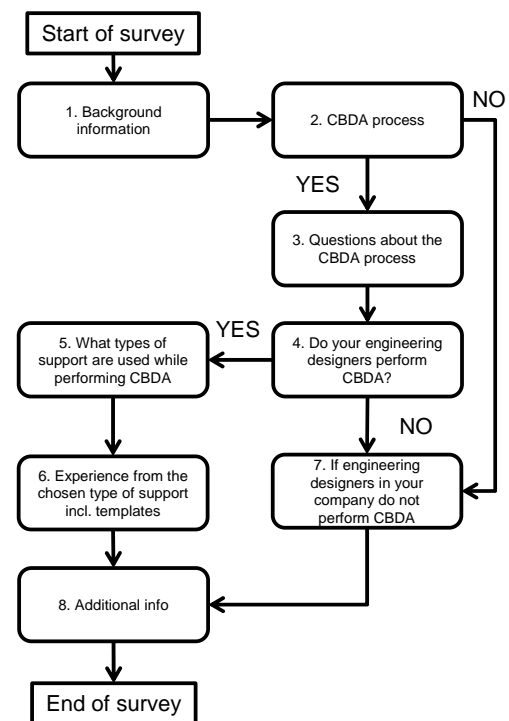 Start of survey
1. Background
information
2. CBDA process
NO
YES
3. Questions about the
CBDA process
YES
5. What types of
support are used while
performing CBDA
4. Do your engineering
designers perform
CBDA?
NO
6. Experience from the
chosen type of support
incl. templates
7. If engineering
designers in your
company do not
perform CBDA
8. Additional info
End of survey